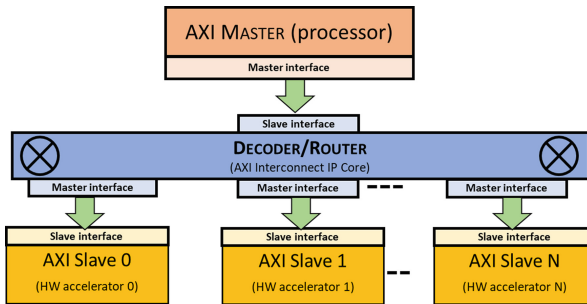 AXI MASTER (processor)
Master interface
Slave interface
DECODER/ROUTER
(AXI Interconnect IP Core)
Master interface
Master interface
Master interface
Slave interface
Slave interface
Slave interface
AXI Slave 0
AXI Slave 1
AXI Slave N
(HW accelerator 0)
(HW accelerator 1)
(HW accelerator N)